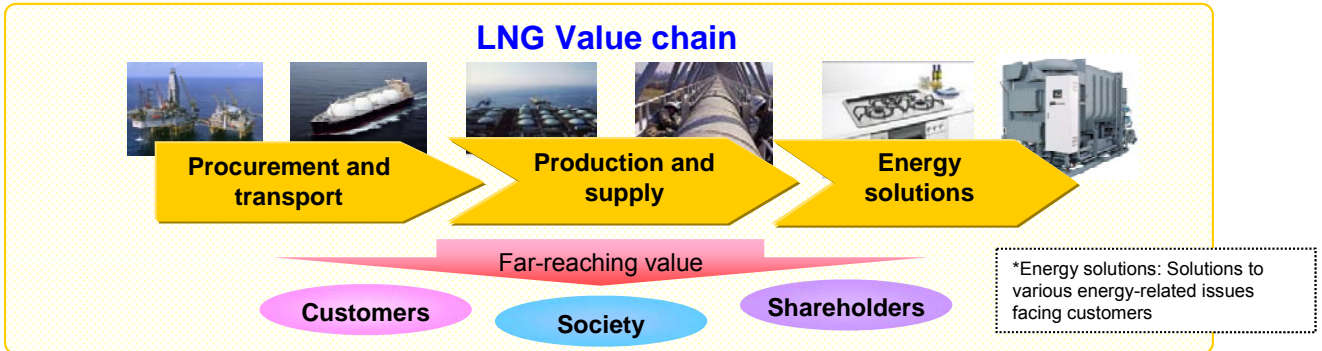 LNG Value chain
Procurement and
transport
Production and
supply
Energy
solutions
Far-reaching value
Customers
Society
Shareholders
*Energy solutions: Solutions to
various energy-related issues
facing customers